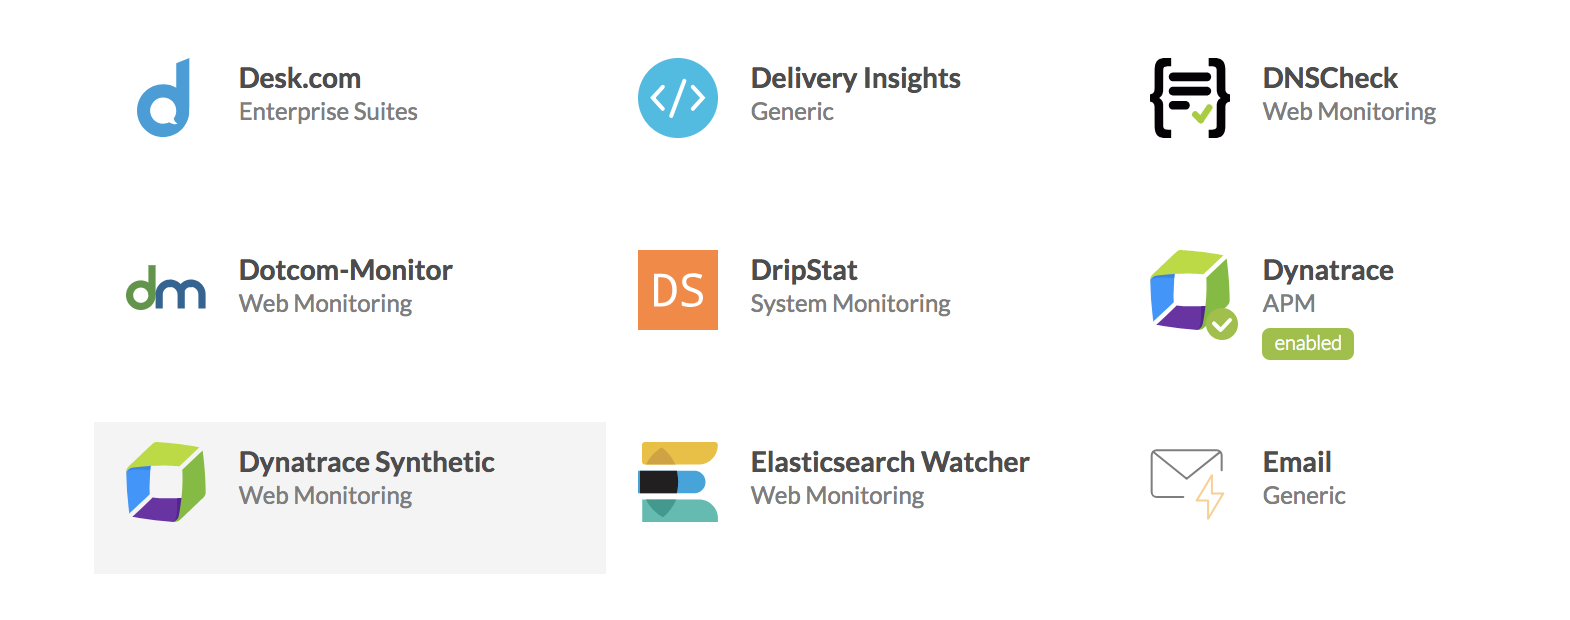 Desk.com
Enterprise Suites
Delivery Insights
Generic
DNSCheck
Web Monitoring
dm
Dotcom-Monitor
Web Monitoring
DS
DripStat
System Monitoring
Dynatrace
APM
enabled
Dynatrace Synthetic
Web Monitoring
Elasticsearch Watcher
Web Monitoring
Email
Generic